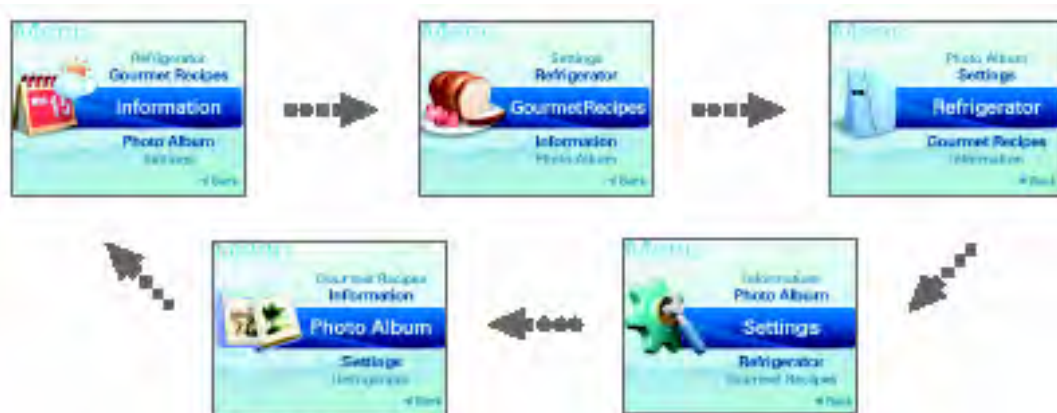 Menu
Refrigerator
Gourmet Recipes
Information
Photo Album
Settings
Back
Menu
Settings
Refrigerator
Gourmet Recipes
Information
Photo Album
Back
Menu
Photo Album
Settings
Refrigerator
Gourmet Recipes
Information
Back
Menu
Gourmet Recipes
Information
Photo Album
Settings
Refrigerator
Back
Menu
Information
Photo Album
Settings
Refrigerator
Gourmet Recipes
Back